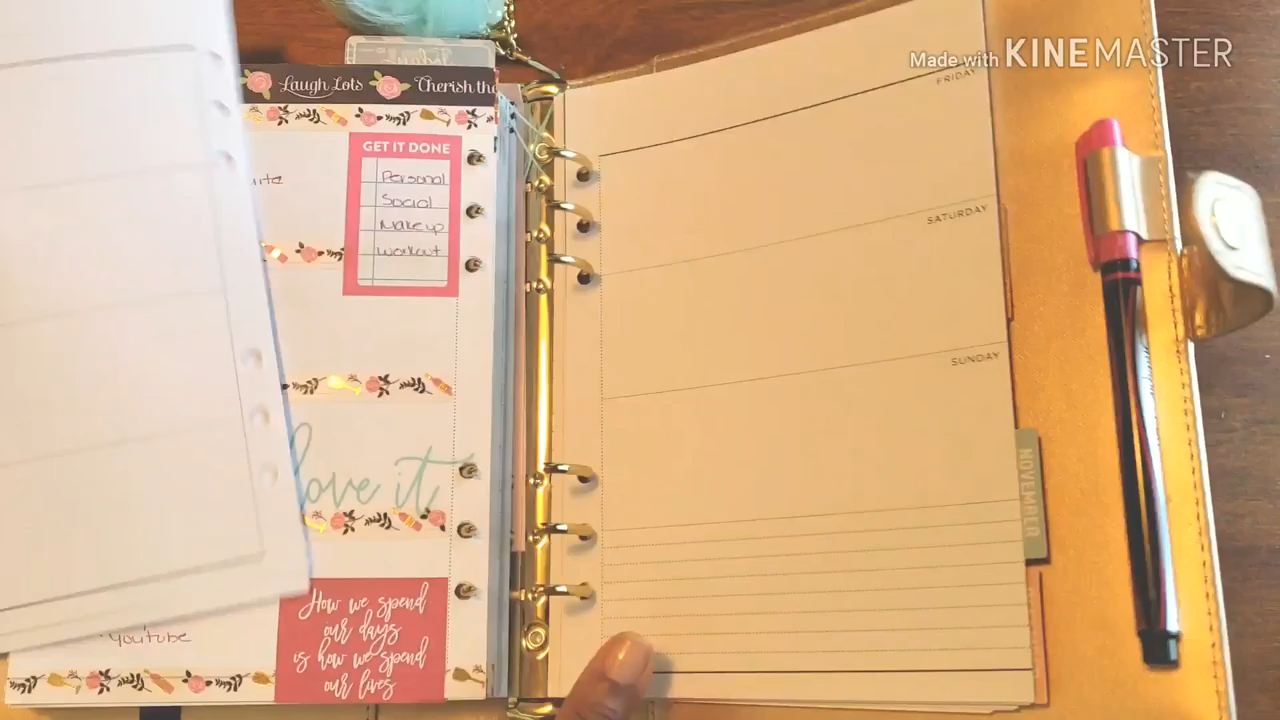 Made with KINEMASTER
Laugh Lots Cherish the
GET IT DONE
Personal
Social
Makeup
Workout
love it
How we spend
our days
is how we spend
our lives
youtube
FRIDAY
SATURDAY
SUNDAY
NOVEMBER